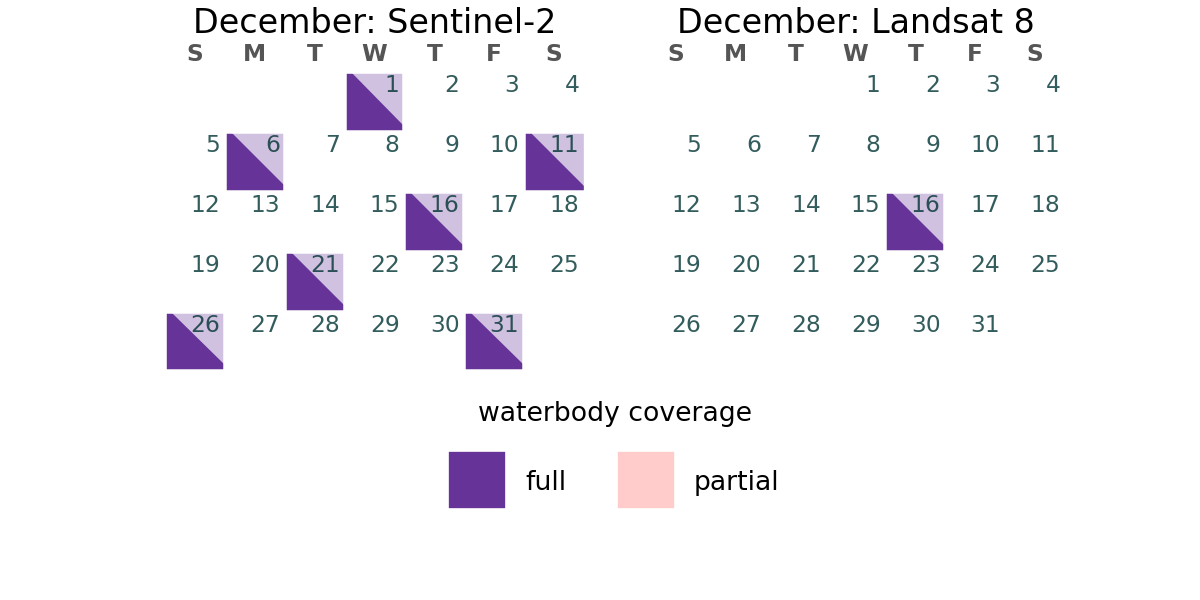 December: Sentinel-2
S M T W T F S
1 2 3 4
5 6 7 8 9 10 11
12 13 14 15 16 17 18
19 20 21 22 23 24 25
26 27 28 29 30 31
December: Landsat 8
S M T W T F S
1 2 3 4
5 6 7 8 9 10 11
12 13 14 15 16 17 18
19 20 21 22 23 24 25
26 27 28 29 30 31
waterbody coverage
full partial